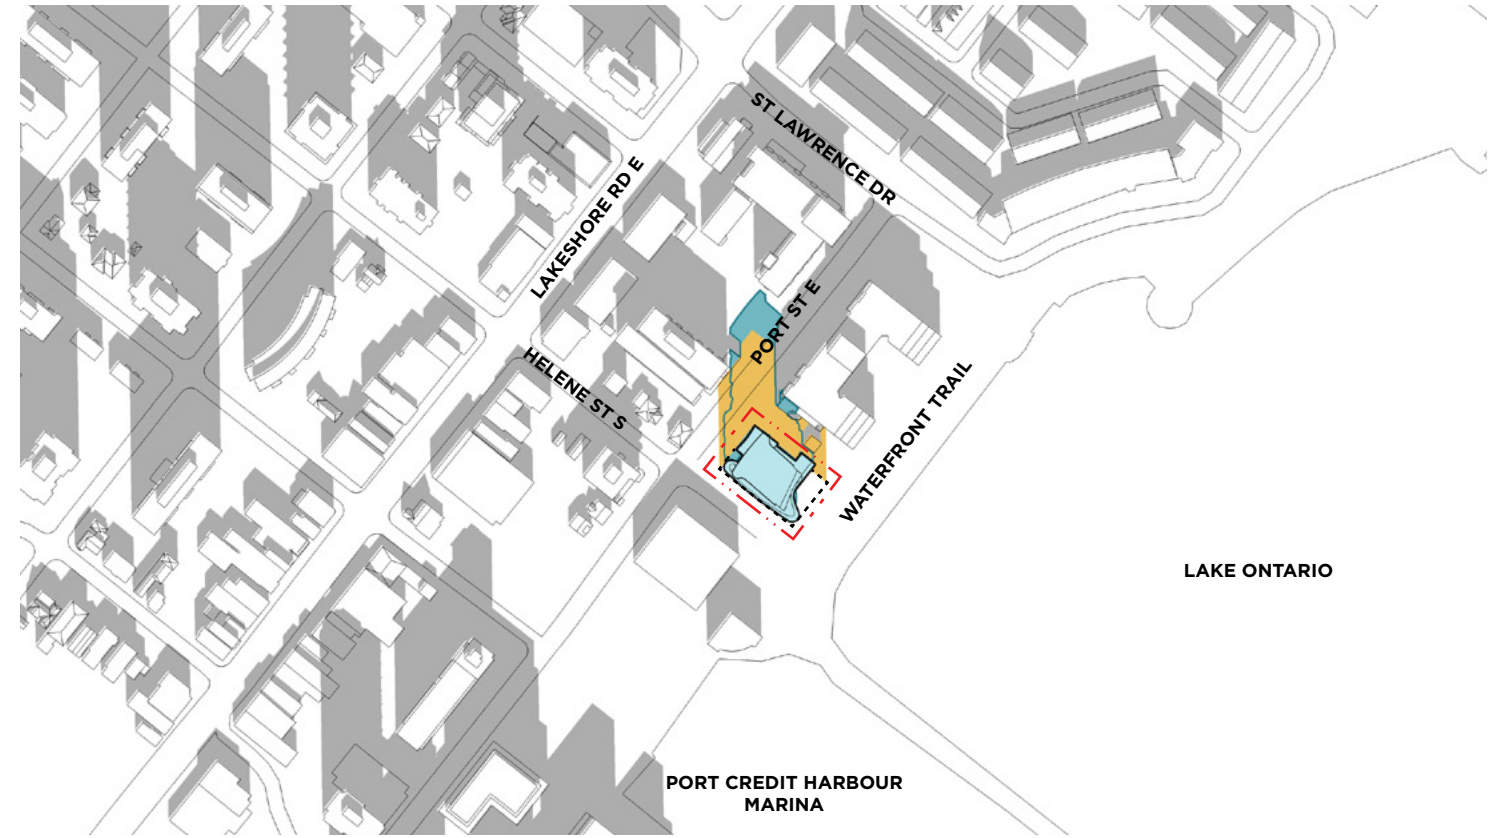 ST LAWRENCE DR
LAKESHORE RD E
PORT ST E
HELENE ST S
WATERFRONT TRAIL
LAKE ONTARIO
PORT CREDIT HARBOUR
MARINA